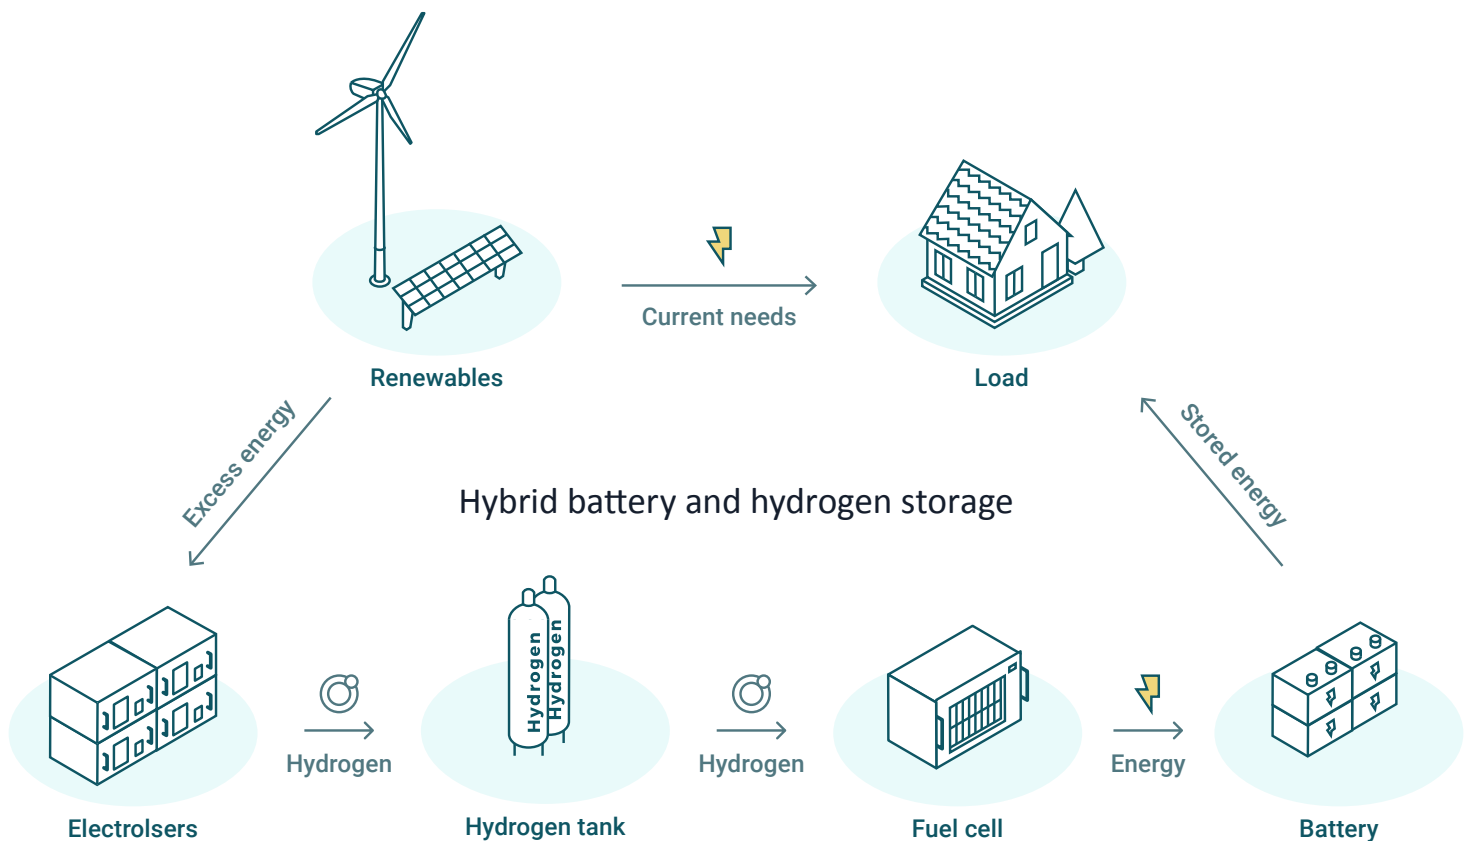 Current needs
Renewables
Load
Excess energy
Stored energy
Hybrid battery and hydrogen storage
Hydrogen
Hydrogen
Hydrogen
Hydrogen
Energy
Electrolsers
Hydrogen tank
Fuel cell
Battery